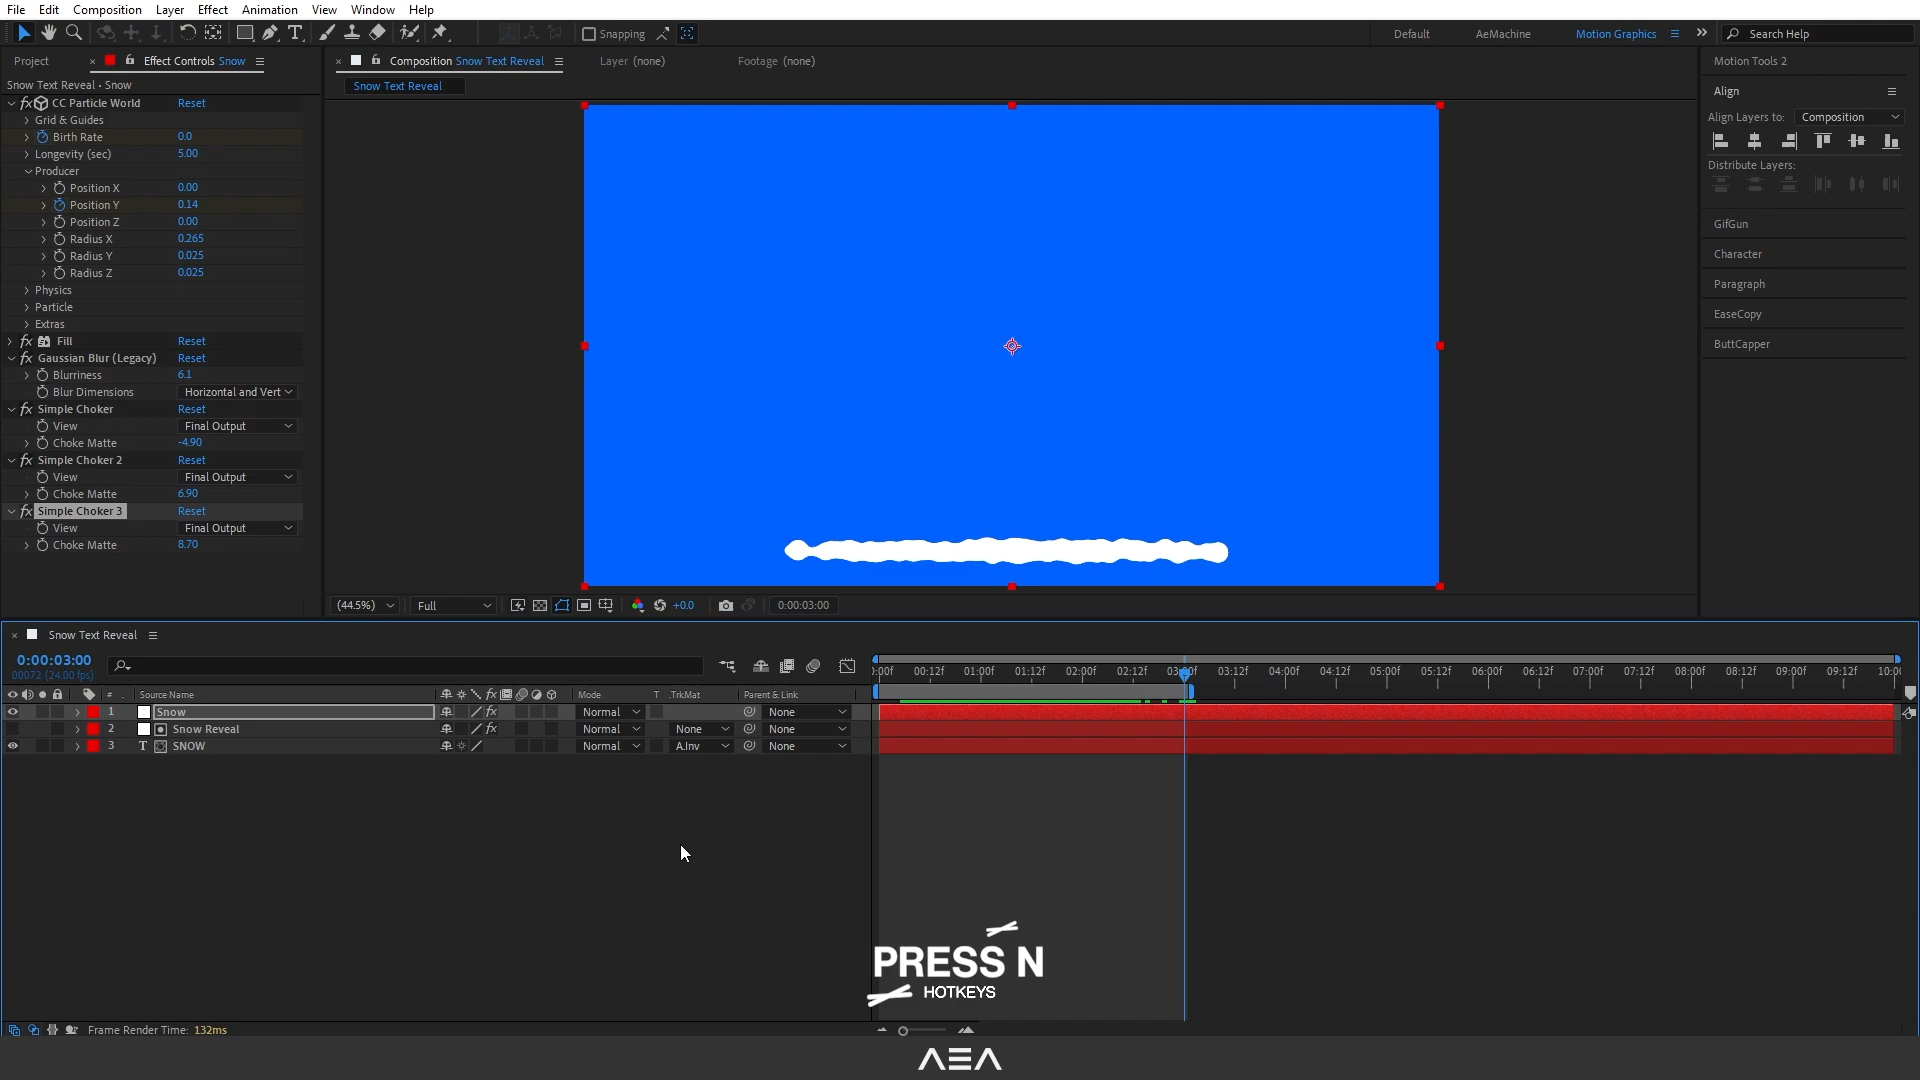 File Edit Composition Layer Effect Animation View Window Help
Snapping
Default AeMachine Motion Graphics Search Help
Project Effect Controls Snow
Composition Snow Text Reveal Layer (none) Footage (none)
Snow Text Reveal • Snow
Snow Text Reveal
CC Particle World Reset
Grid & Guides
Birth Rate 0.0
Longevity (sec) 5.00
Producer
Position X 0.00
Position Y 0.14
Position Z 0.00
Radius X 0.265
Radius Y 0.025
Radius Z 0.025
Physics
Particle
Extras
Fill Reset
Gaussian Blur (Legacy) Reset
Blurriness 6.1
Blur Dimensions Horizontal and Vert
Simple Choker Reset
View Final Output
Choke Matte -4.90
Simple Choker 2 Reset
View Final Output
Choke Matte 6.90
Simple Choker 3 Reset
View Final Output
Choke Matte 8.70
Motion Tools 2
Align
Align Layers to: Composition
Distribute Layers:
GifGun
Character
Paragraph
EaseCopy
ButtCapper
(44.5%) Full +0.0 0:00:03:00
Snow Text Reveal
0:00:03:00
00072 (24.00 fps)
:00f 00:12f 01:00f 01:12f 02:00f 02:12f 03:00f 03:12f 04:00f 04:12f 05:00f 05:12f 06:00f 06:12f 07:00f 07:12f 08:00f 08:12f 09:00f 09:12f 10:0
# Source Name Mode T .TrkMat Parent & Link
1 Snow Normal None
2 Snow Reveal Normal None None
3 T SNOW Normal A.Inv None
PRESS N
HOTKEYS
Frame Render Time: 132ms